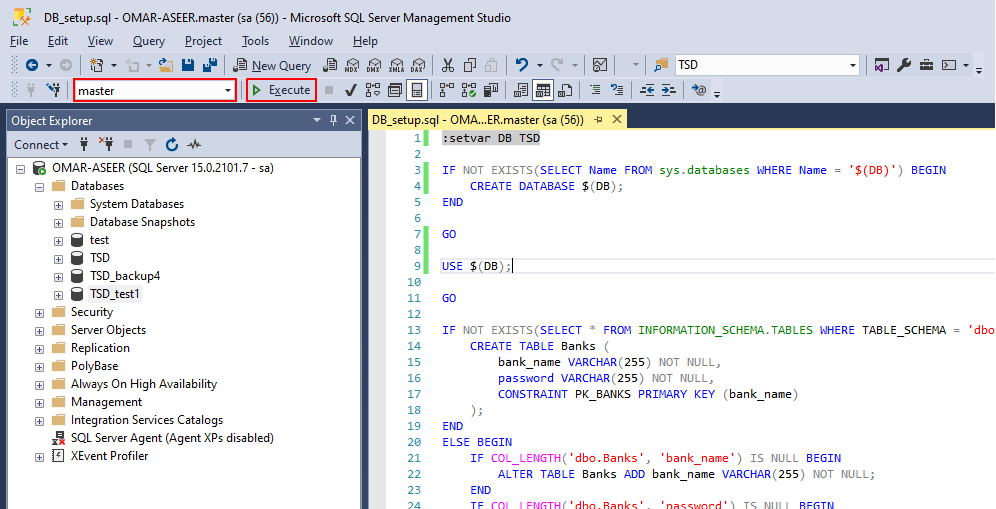 DB_setup.sql - OMAR-ASEER.master (sa (56)) - Microsoft SQL Server Management Studio
File Edit View Query Project Tools Window Help
New Query MDX DMX XMLA DAX TSD
master Execute
Object Explorer
Connect
OMAR-ASEER (SQL Server 15.0.2101.7 - sa)
Databases
System Databases
Database Snapshots
test
TSD
TSD_backup4
TSD_test1
Security
Server Objects
Replication
PolyBase
Always On High Availability
Management
Integration Services Catalogs
SQL Server Agent (Agent XPs disabled)
XEvent Profiler
DB_setup.sql - OMA...ER.master (sa (56))
1 :setvar DB TSD
2
3 IF NOT EXISTS(SELECT Name FROM sys.databases WHERE Name = '$(DB)') BEGIN
4 CREATE DATABASE $(DB);
5 END
6
7 GO
8
9 USE $(DB);
10
11 GO
12
13 IF NOT EXISTS(SELECT * FROM INFORMATION_SCHEMA.TABLES WHERE TABLE_SCHEMA = 'dbo
14 CREATE TABLE Banks (
15 bank_name VARCHAR(255) NOT NULL,
16 password VARCHAR(255) NOT NULL,
17 CONSTRAINT PK_BANKS PRIMARY KEY (bank_name)
18 );
19 END
20 ELSE BEGIN
21 IF COL_LENGTH('dbo.Banks', 'bank_name') IS NULL BEGIN
22 ALTER TABLE Banks ADD bank_name VARCHAR(255) NOT NULL;
23 END
24 IF COL_LENGTH('dbo.Banks', 'password') IS NULL BEGIN